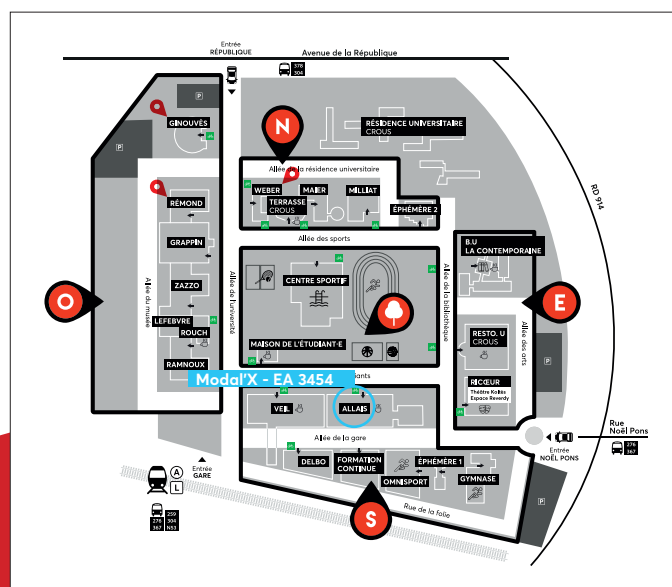 Entrée
RÉPUBLIQUE
Avenue de la République
378
304
P
GINOUVÈS
P
N
RÉSIDENCE UNIVERSITAIRE
CROUS
Allée de la résidence universitaire
WEBER
MAIER
MILLIAT
RÉMOND
TERRASSE
CROUS
ÉPHÉMÈRE 2
RD 914
GRAPPIN
Allée des sports
B.U
LA CONTEMPORAINE
Allée du musée
Allée de l'université
ZAZZO
CENTRE SPORTIF
Allée de la bibliothèque
O
E
LEFEBVRE
ROUCH
RESTO. U
CROUS
Allée des arts
MAISON DE L'ÉTUDIANT·E
RAMNOUX
P
Modal'X - EA 3454
iants
RICŒUR
Théâtre Koltès
Espace Reverdy
VEIL
ALLAIS
Allée de la gare
Rue
Noël Pons
276
367
Entrée
NOËL PONS
Entrée
GARE
A
L
DELBO
FORMATION
CONTINUE
ÉPHÉMÈRE 1
OMNISPORT
GYMNASE
P
Rue de la folie
S
276
367
259
304
N53